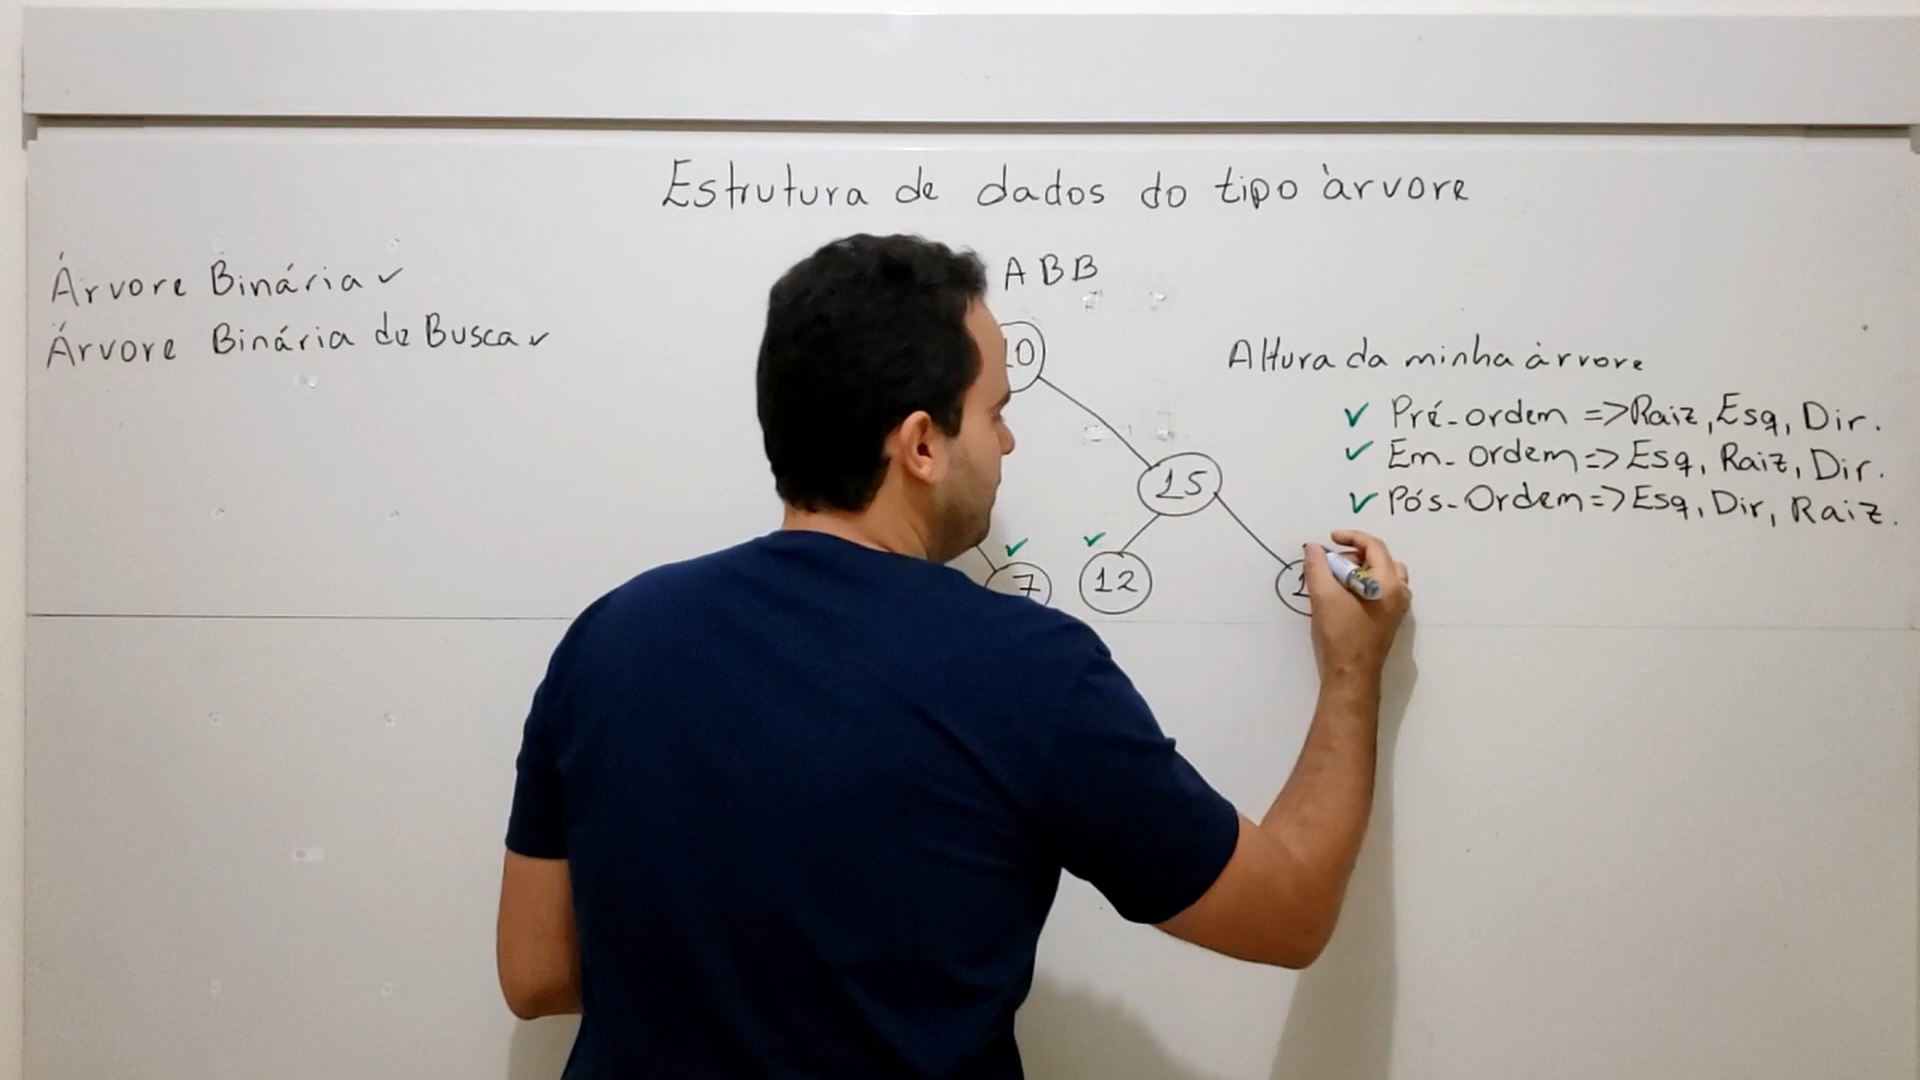 Estrutura de dados do tipo àrvore
Árvore Binária ✓
Árvore Binária de Busca ✓
ABB
15
✓ 7
✓ 12
Altura da minha àrvore
✓ Pré-ordem => Raiz, Esq, Dir.
✓ Em-Ordem => Esq, Raiz, Dir.
✓ Pós-Ordem => Esq, Dir, Raiz.